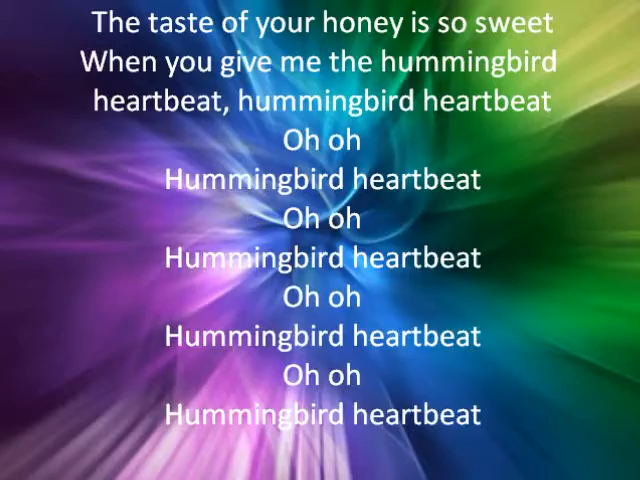 The taste of your honey is so sweet
When you give me the hummingbird
heartbeat, hummingbird heartbeat
Oh oh
Hummingbird heartbeat
Oh oh
Hummingbird heartbeat
Oh oh
Hummingbird heartbeat
Oh oh
Hummingbird heartbeat